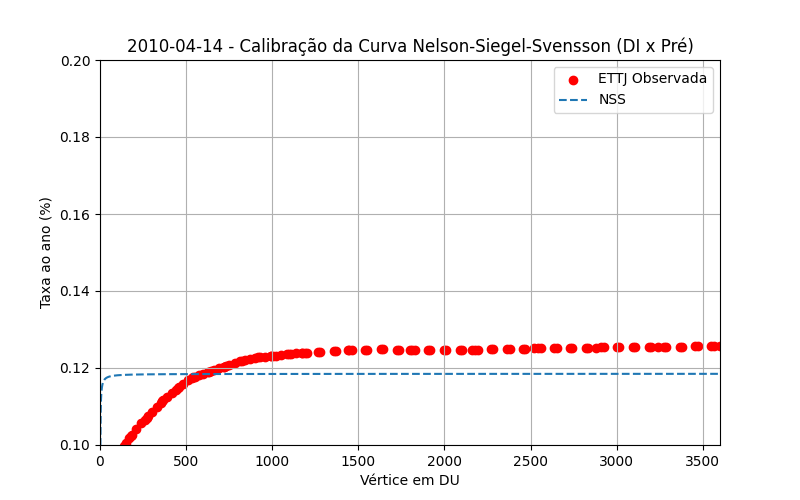 2010-04-14 - Calibração da Curva Nelson-Siegel-Svensson (DI x Pré)
ETTJ Observada
NSS
Taxa ao ano (%)
0.20
0.18
0.16
0.14
0.12
0.10
0 500 1000 1500 2000 2500 3000 3500
Vértice em DU